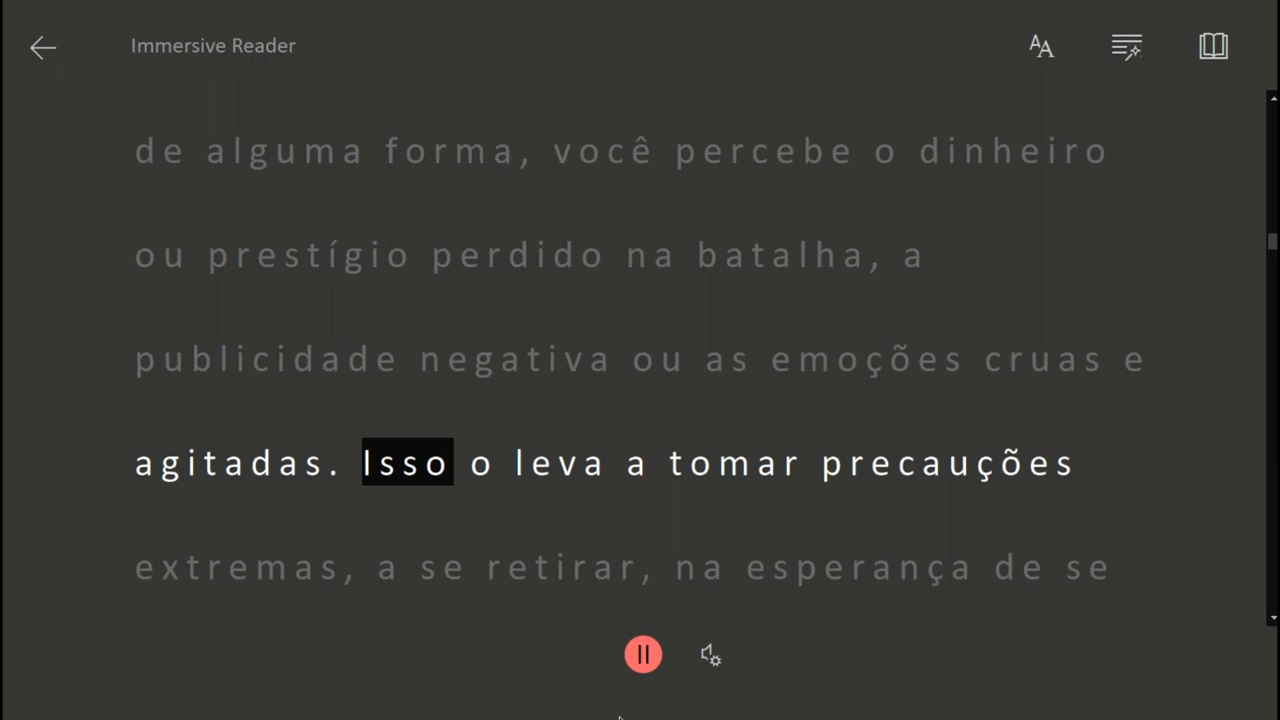 Immersive Reader
de alguma forma, você percebe o dinheiro
ou prestígio perdido na batalha, a
publicidade negativa ou as emoções cruas e
agitadas. Isso o leva a tomar precauções
extremas, a se retirar, na esperança de se